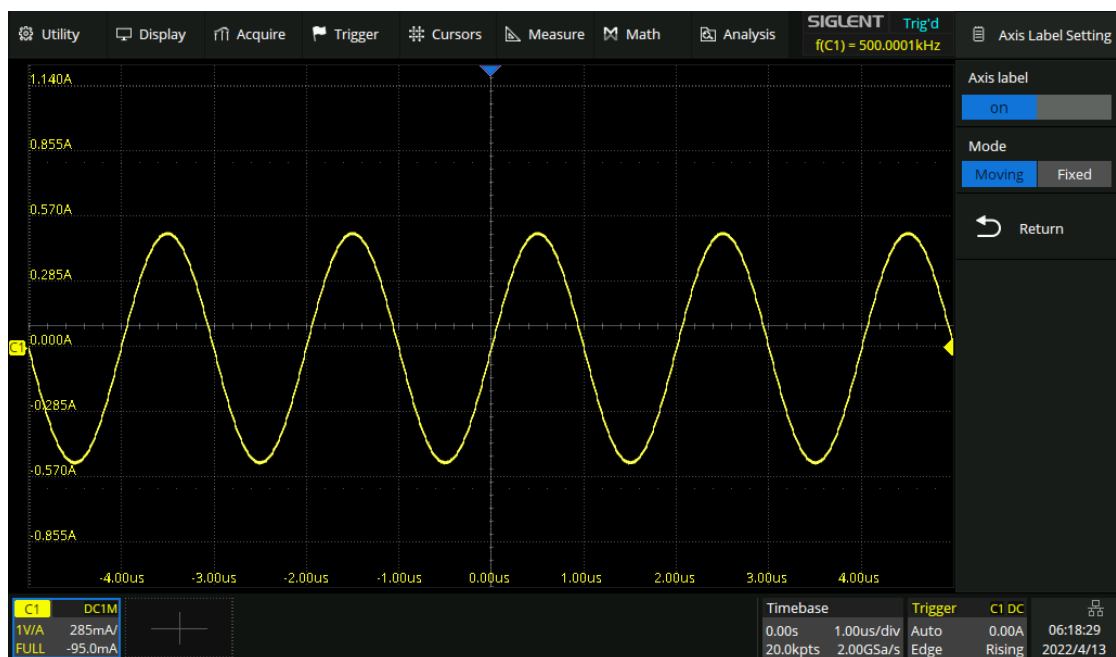 Utility Display Acquire Trigger Cursors Measure Math Analysis
SIGLENT Trig'd
f(C1) = 500.0001kHz
Axis Label Setting
Axis label
on
Mode
Moving Fixed
Return
1.140A
0.855A
0.570A
0.285A
0.000A
C1
-0.285A
-0.570A
-0.855A
-4.00us -3.00us -2.00us -1.00us 0.00us 1.00us 2.00us 3.00us 4.00us
C1 DC1M
1V/A 285mA/
FULL -95.0mA
Timebase
0.00s 1.00us/div
20.0kpts 2.00GSa/s
Trigger C1 DC
Auto 0.00A
Edge Rising
06:18:29
2022/4/13